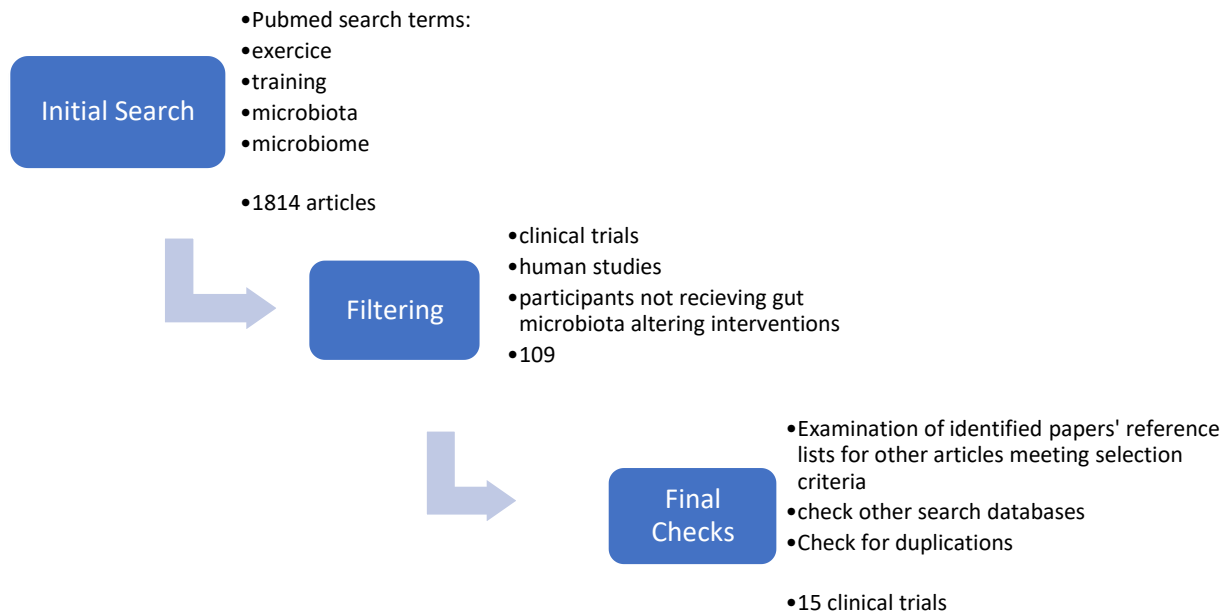 Initial Search
•Pubmed search terms:
•exercice
•training
•microbiota
•microbiome
•1814 articles
Filtering
•clinical trials
•human studies
•participants not recieving gut
microbiota altering interventions
•109
Final
Checks
•Examination of identified papers' reference
lists for other articles meeting selection
criteria
•check other search databases
•Check for duplications
•15 clinical trials